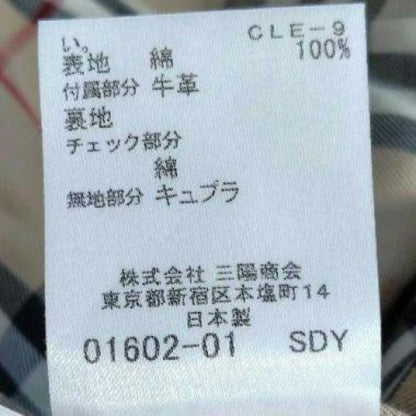 CLE-9
い。
表地 綿 100%
付属部分 牛革
裏地
チェック部分
綿
無地部分 キュプラ
株式会社 三陽商会
東京都新宿区本塩町14
日本製
01602-01 SDY